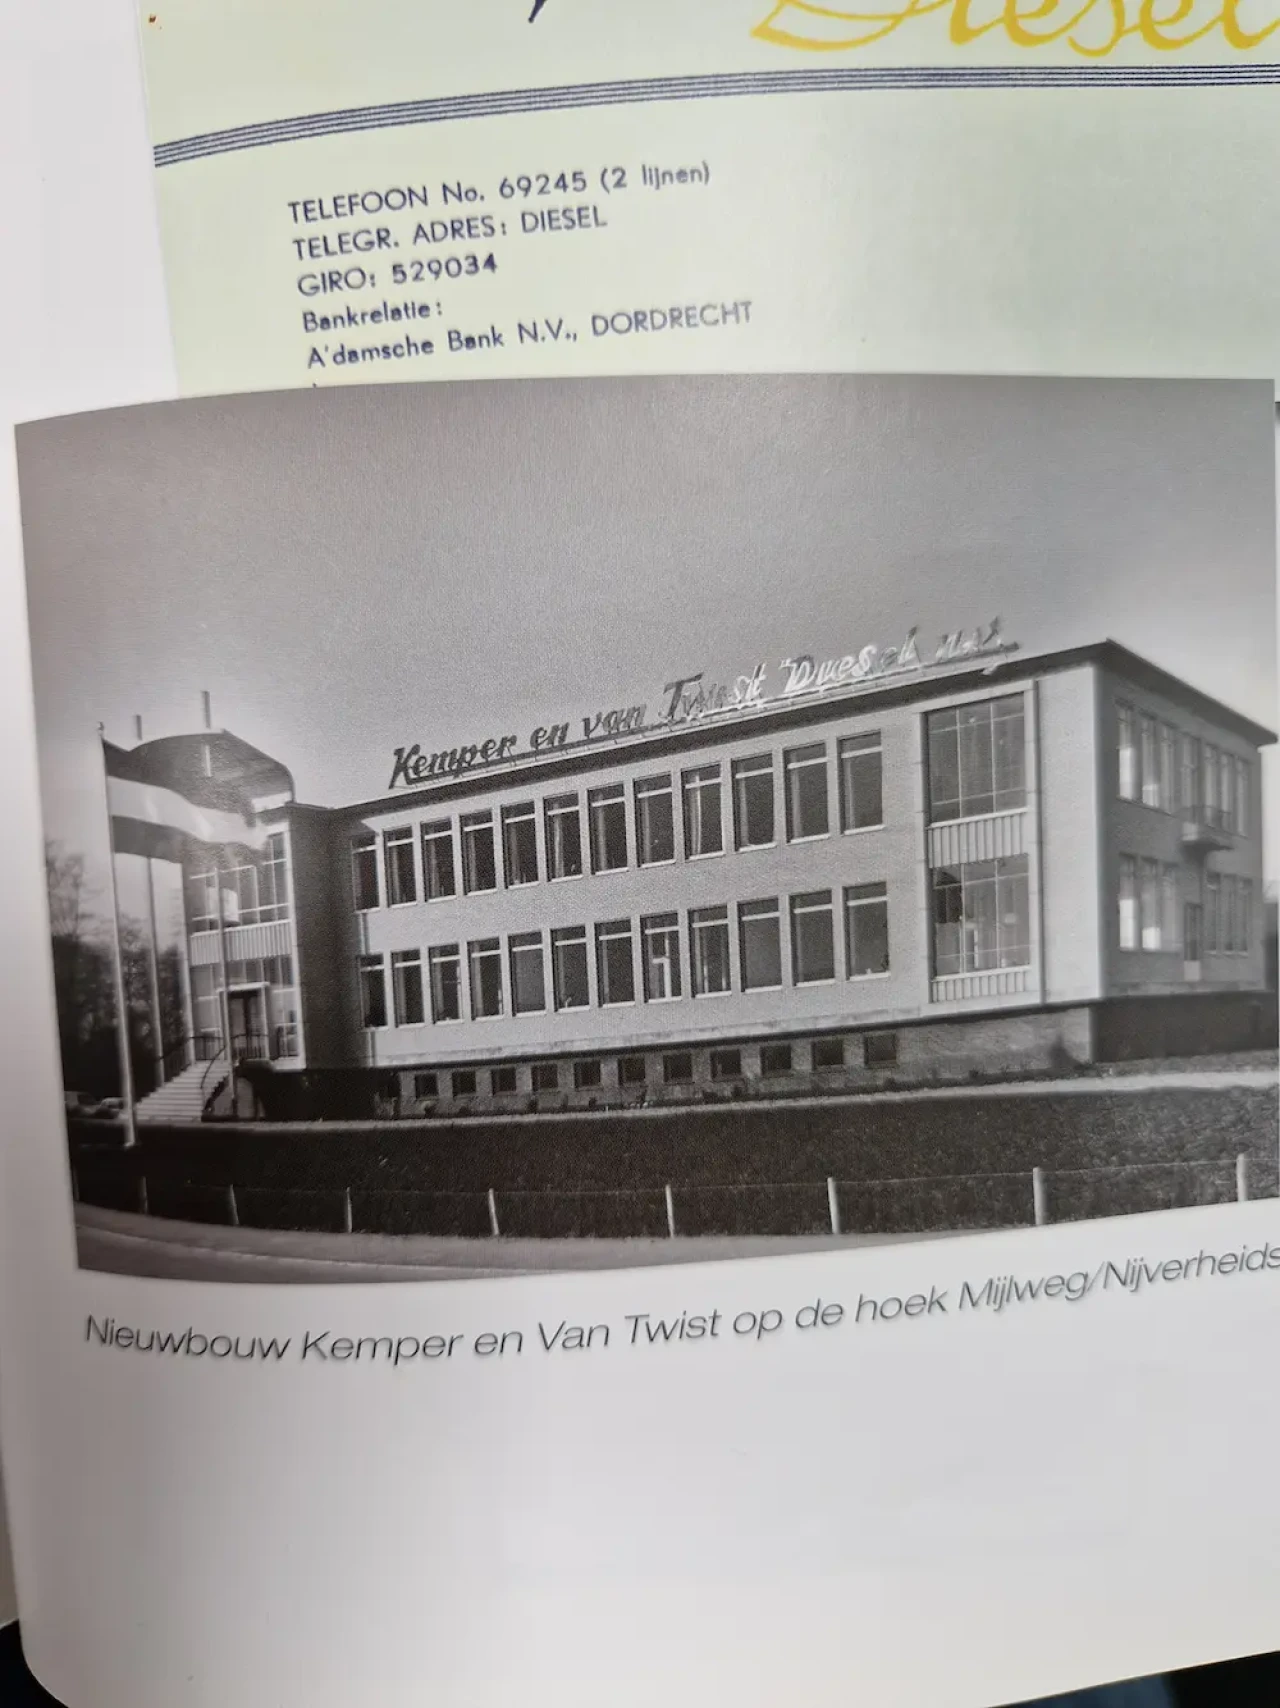 Diesel
TELEFOON No. 69245 (2 lijnen)
TELEGR. ADRES: DIESEL
GIRO: 529034
Bankrelatie:
A'damsche Bank N.V., DORDRECHT
Kemper en van Twist Diesel n.v.
Nieuwbouw Kemper en Van Twist op de hoek Mijlweg/Nijverheids